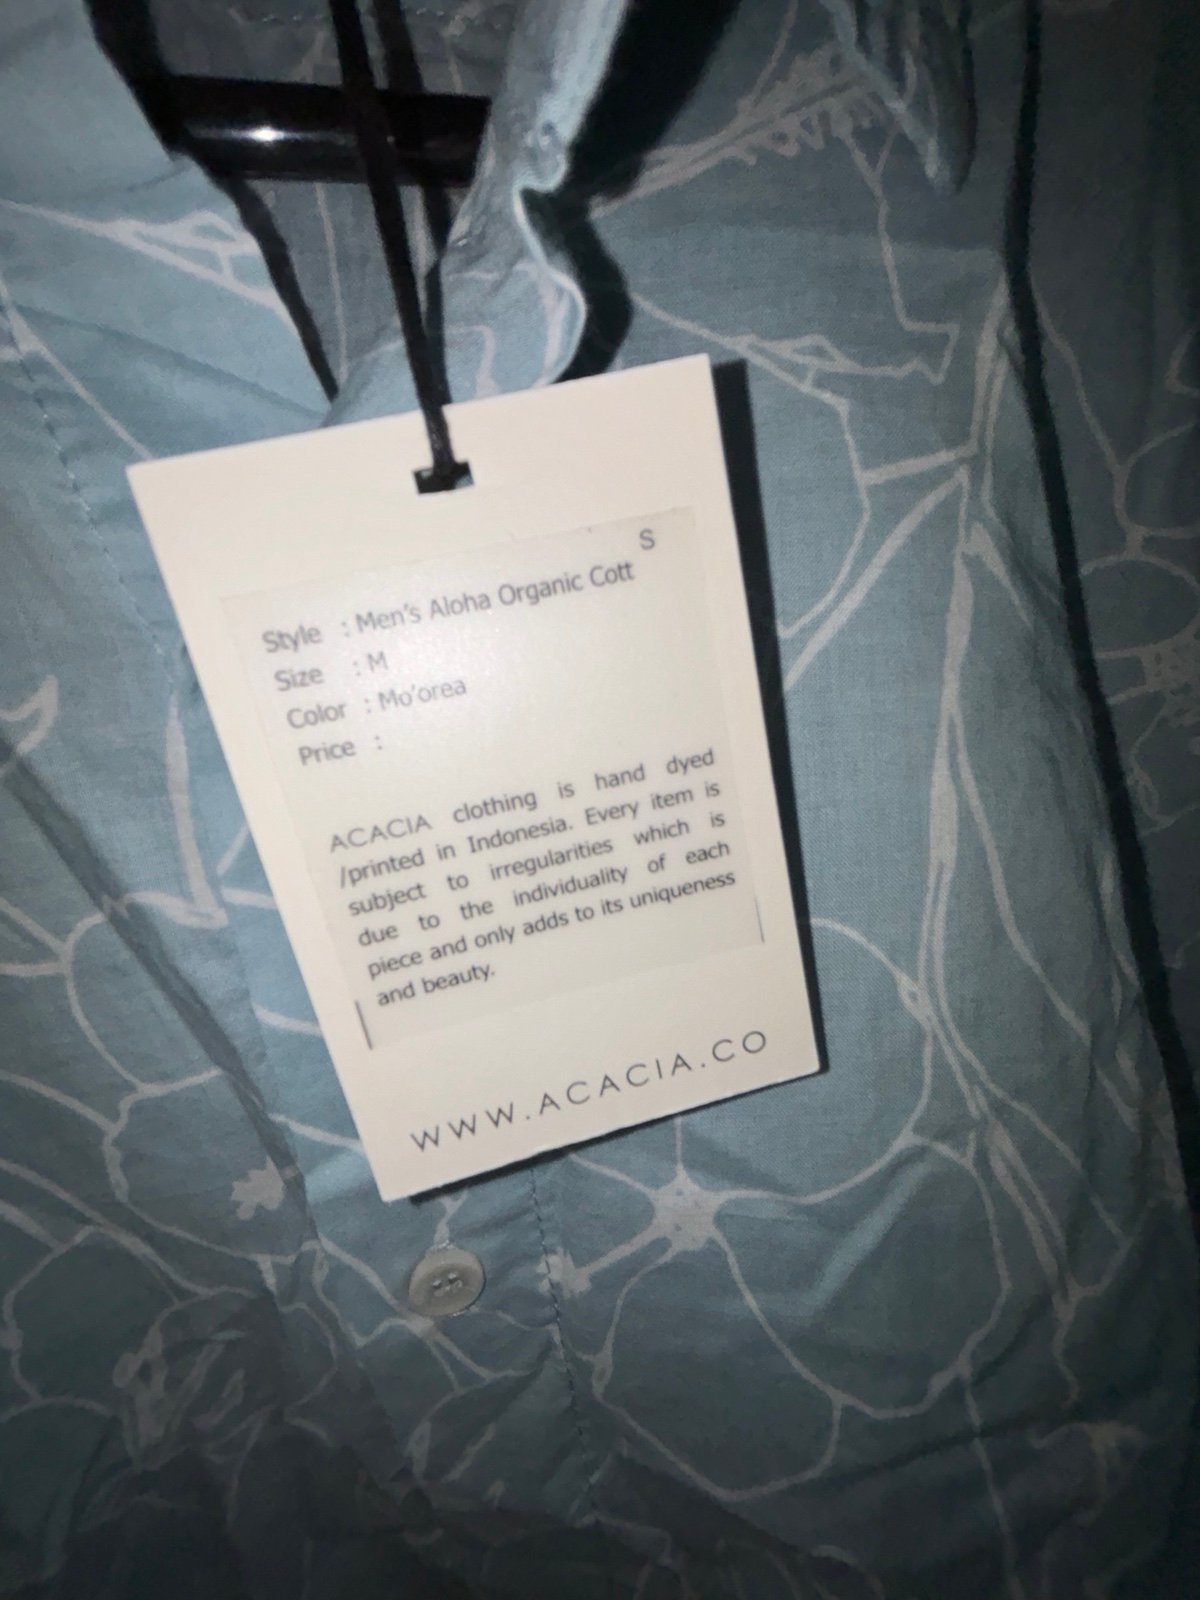 S
Style : Men's Aloha Organic Cott
Size : M
Color : Mo'orea
Price :
ACACIA clothing is hand dyed
/printed in Indonesia. Every item is
subject to irregularities which is
due to the individuality of each
piece and only adds to its uniqueness
and beauty.
WWW.ACACIA.CO